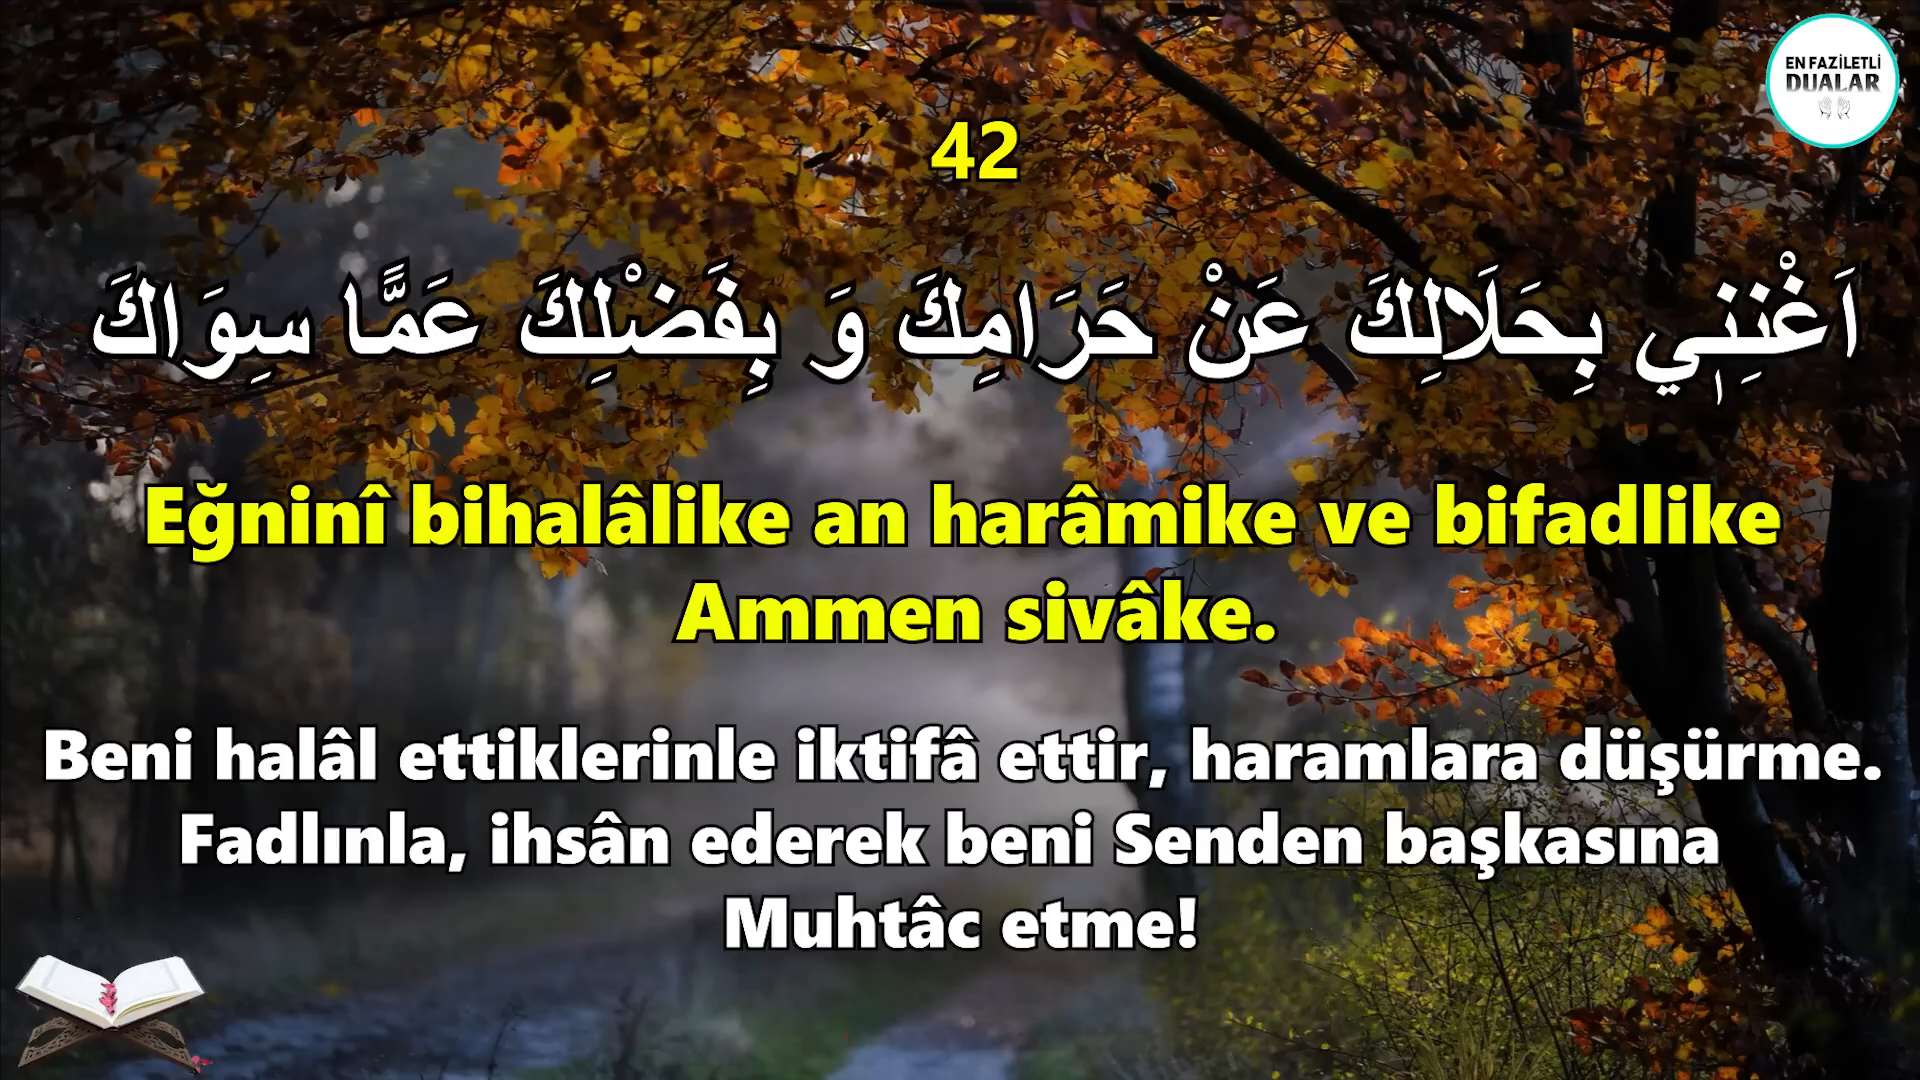 EN FAZİLETLİ
DUALAR
42
اَغْنِنٖي بِحَلَالِكَ عَنْ حَرَامِكَ وَ بِفَضْلِكَ عَمَّا سِوَاكَ
Eğninî bihalâlike an harâmike ve bifadlike
Ammen sivâke.
Beni halâl ettiklerinle iktifâ ettir, haramlara düşürme.
Fadlınla, ihsân ederek beni Senden başkasına
Muhtâc etme!